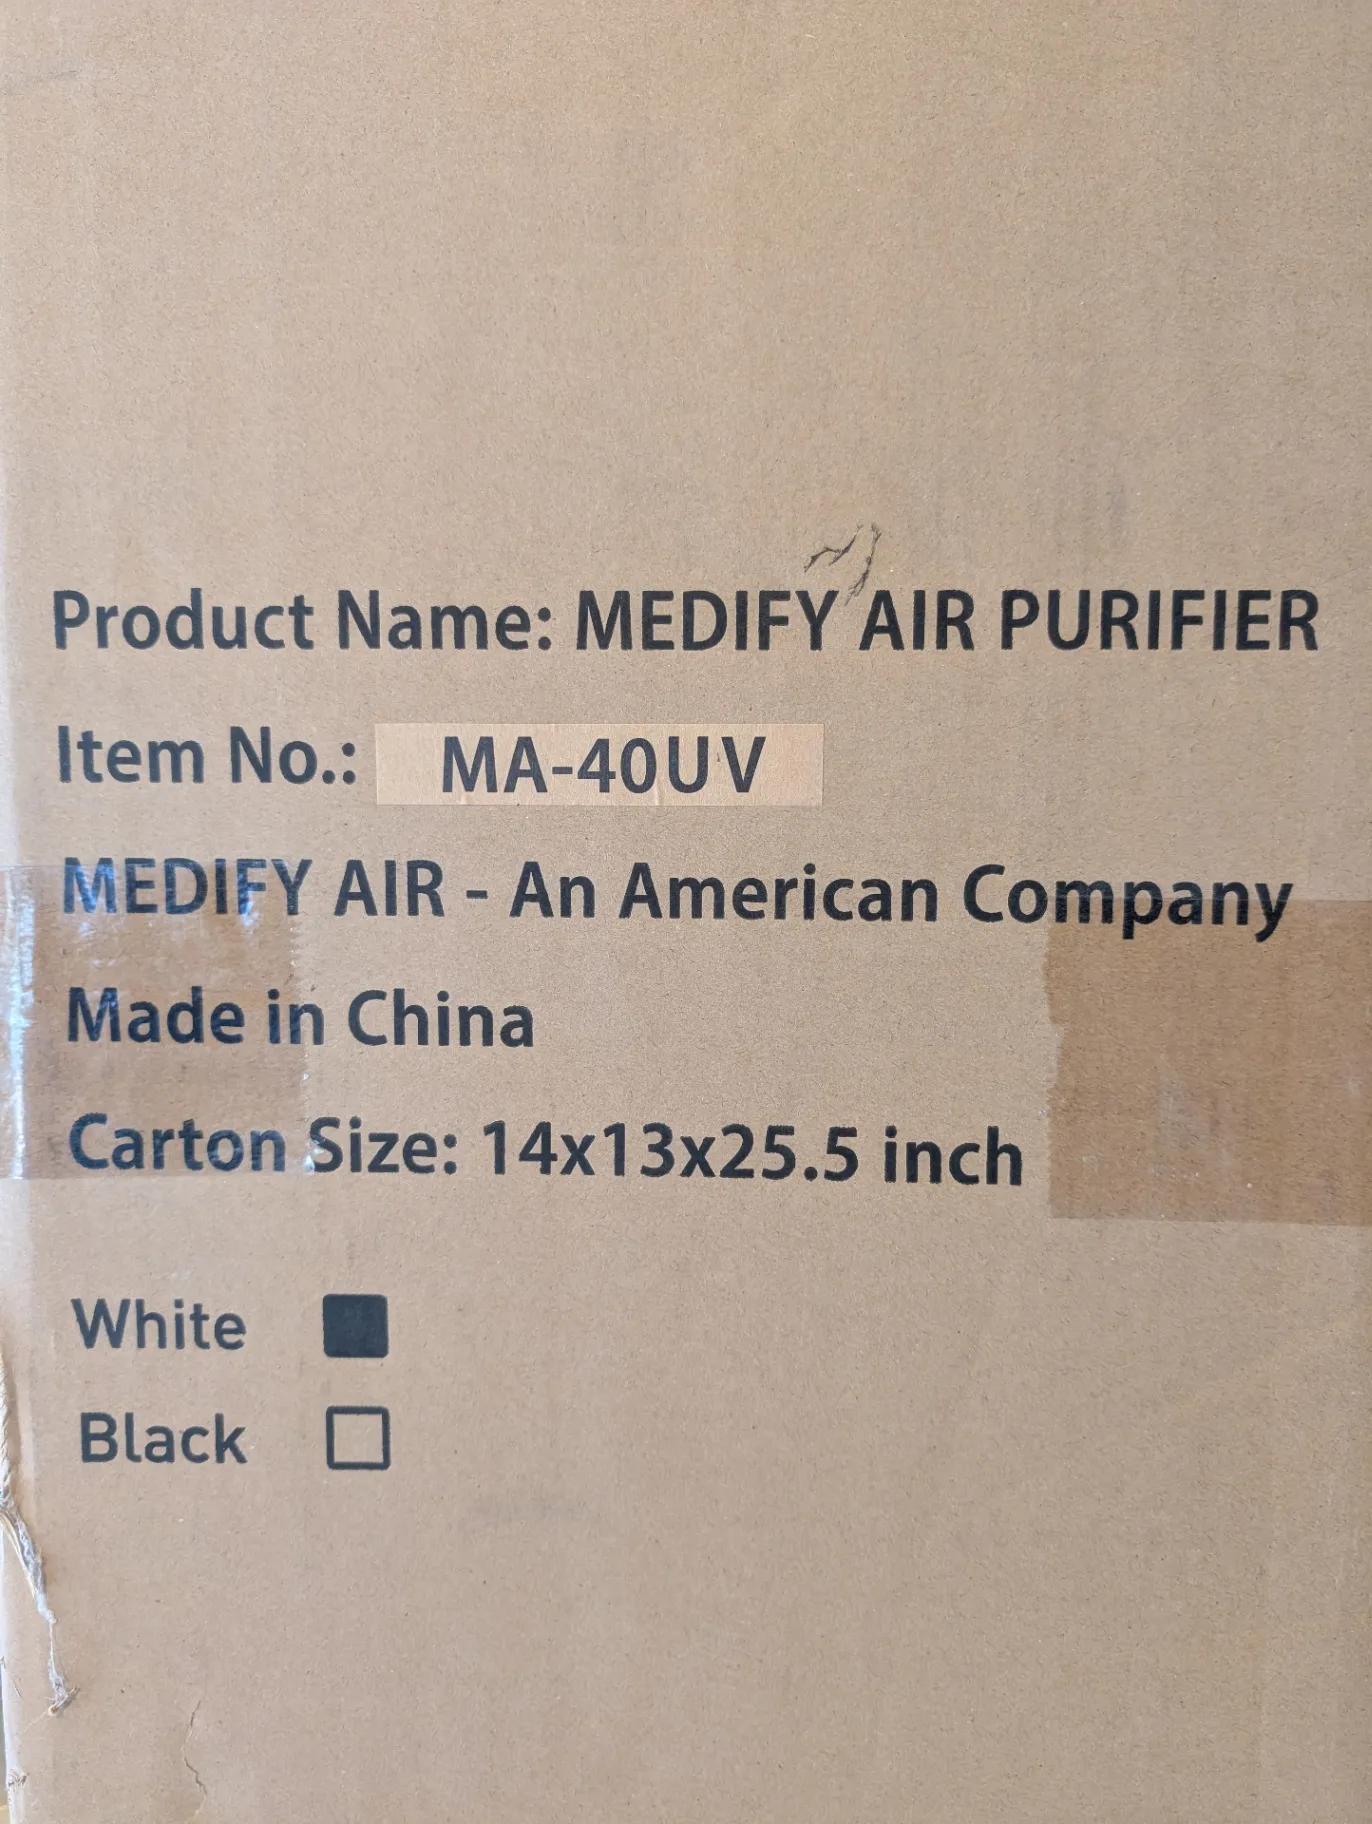 Product Name: MEDIFY AIR PURIFIER
Item No.: MA-40UV
MEDIFY AIR - An American Company
Made in China
Carton Size: 14x13x25.5 inch
White
Black